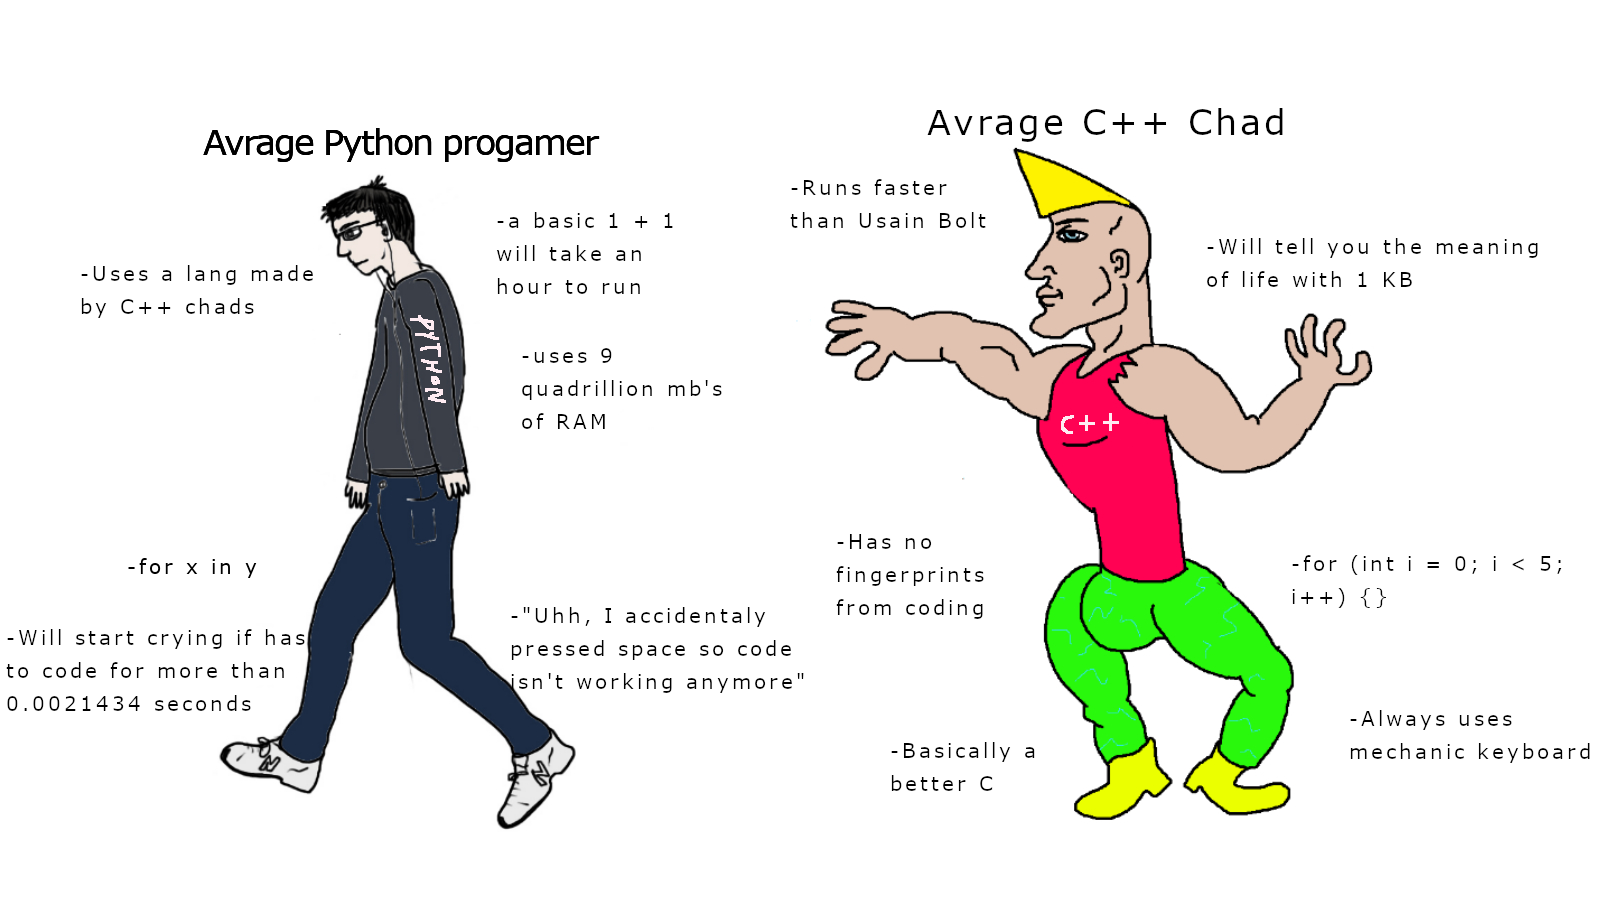 Avrage Python progamer
-Uses a lang made
by C++ chads
-a basic 1 + 1
will take an
hour to run
-uses 9
quadrillion mb's
of RAM
PYTHON
-for x in y
-Will start crying if has
to code for more than
0.0021434 seconds
-"Uhh, I accidentaly
pressed space so code
isn't working anymore"
N
N
Avrage C++ Chad
-Runs faster
than Usain Bolt
-Will tell you the meaning
of life with 1 KB
C++
-Has no
fingerprints
from coding
-for (int i = 0; i < 5;
i++) {}
-Basically a
better C
-Always uses
mechanic keyboard